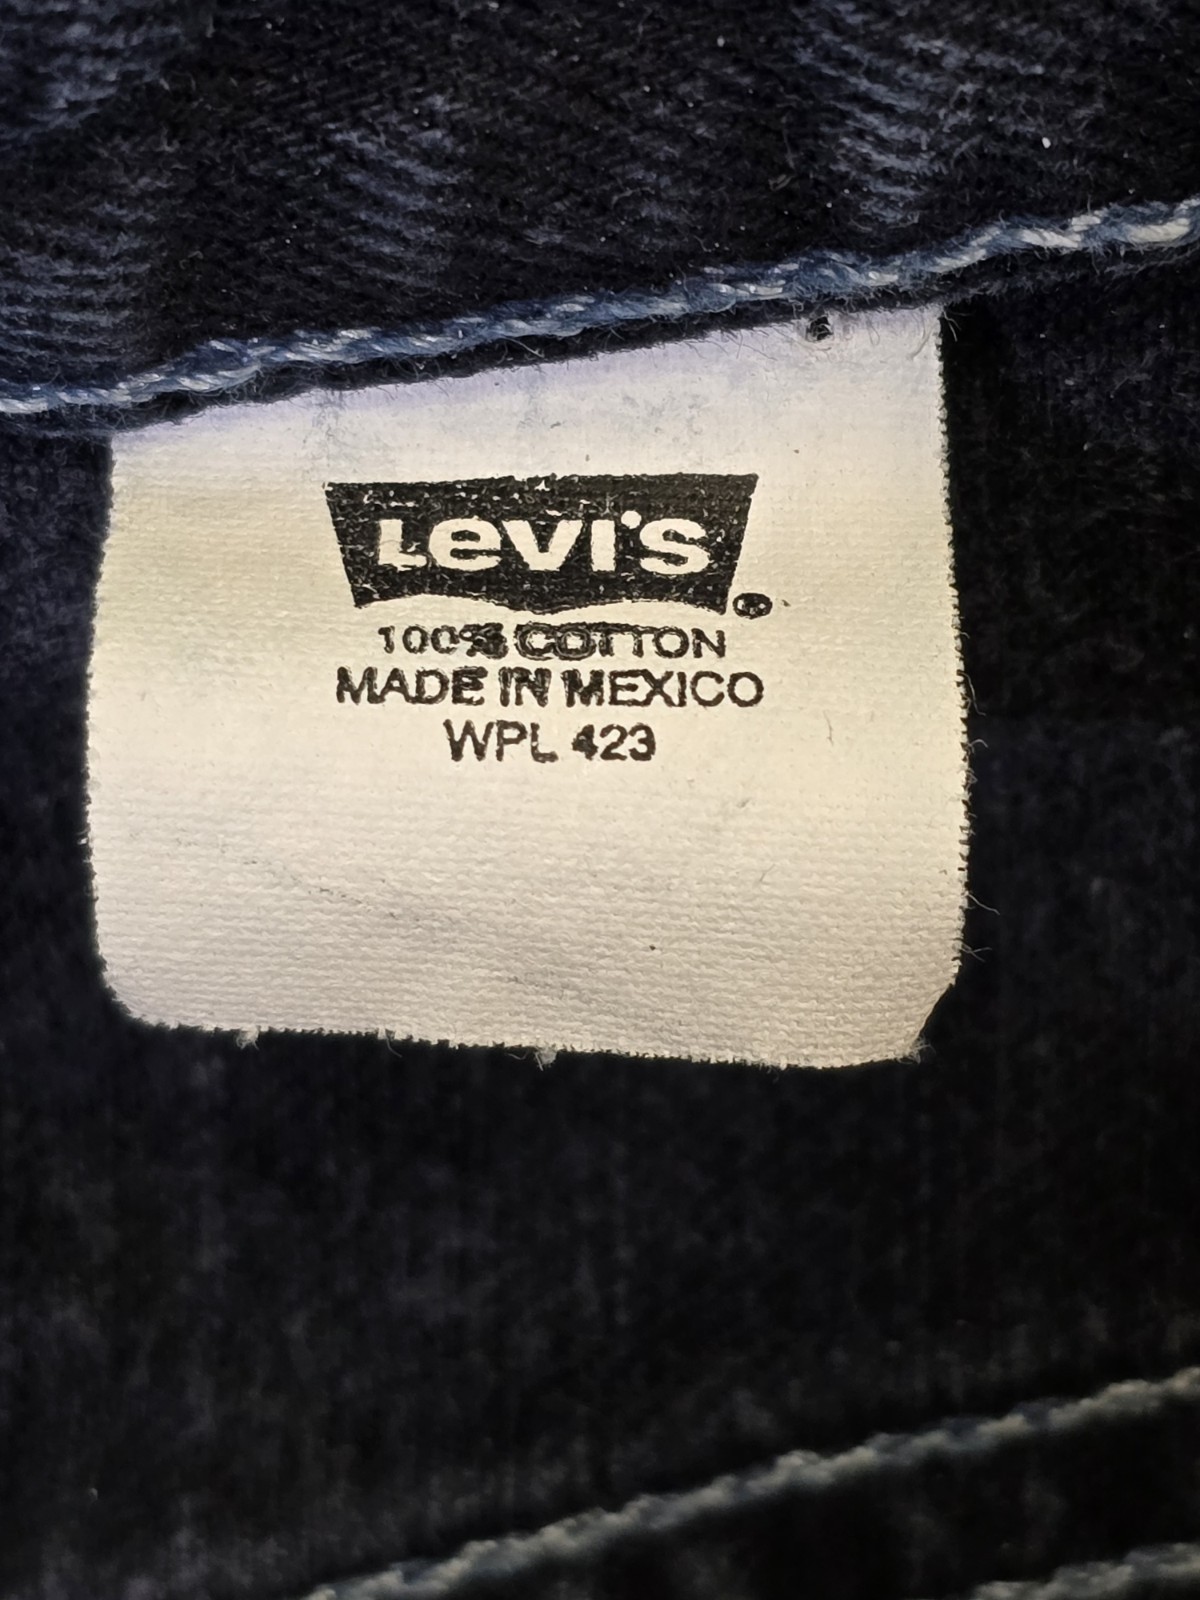 Levi's
100% COTTON
MADE IN MEXICO
WPL 423